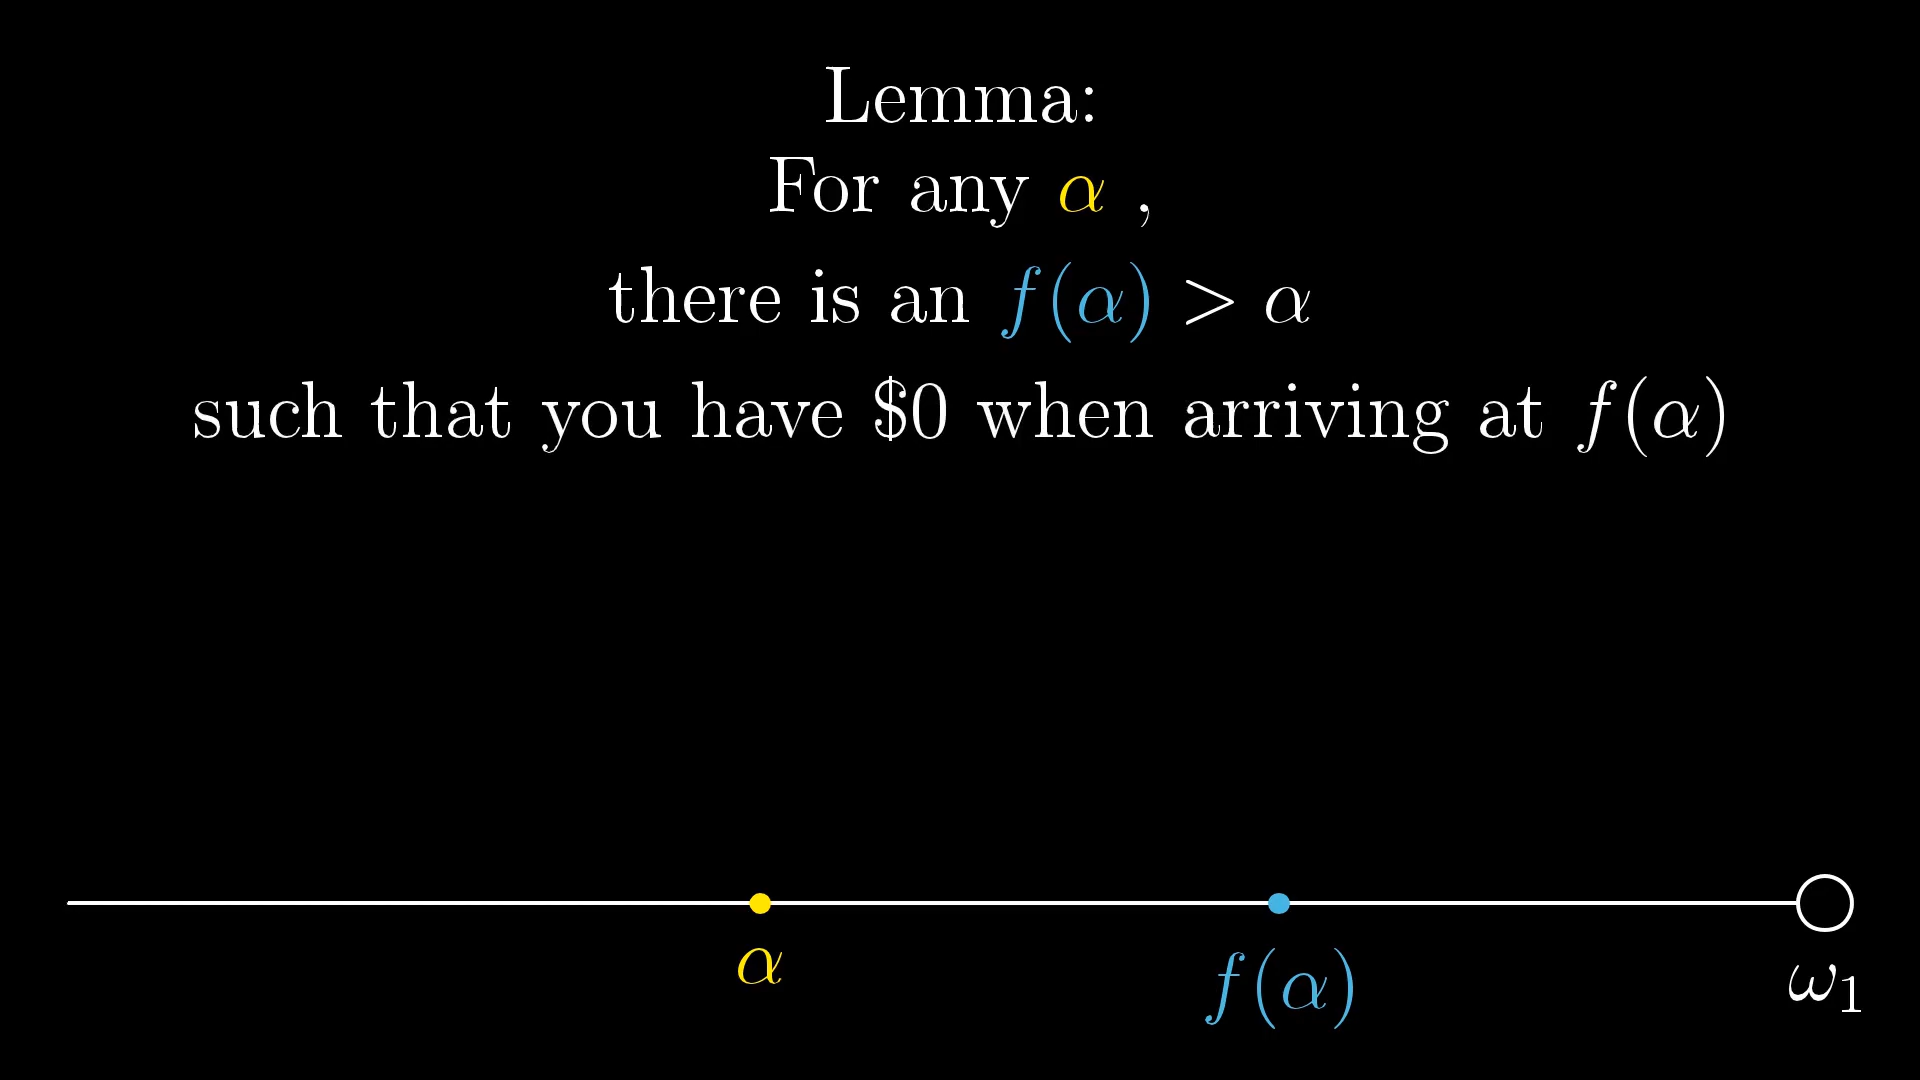 Lemma:
For any α ,
there is an f(α) > α
such that you have $0 when arriving at f(α)
α
f(α)
ω₁